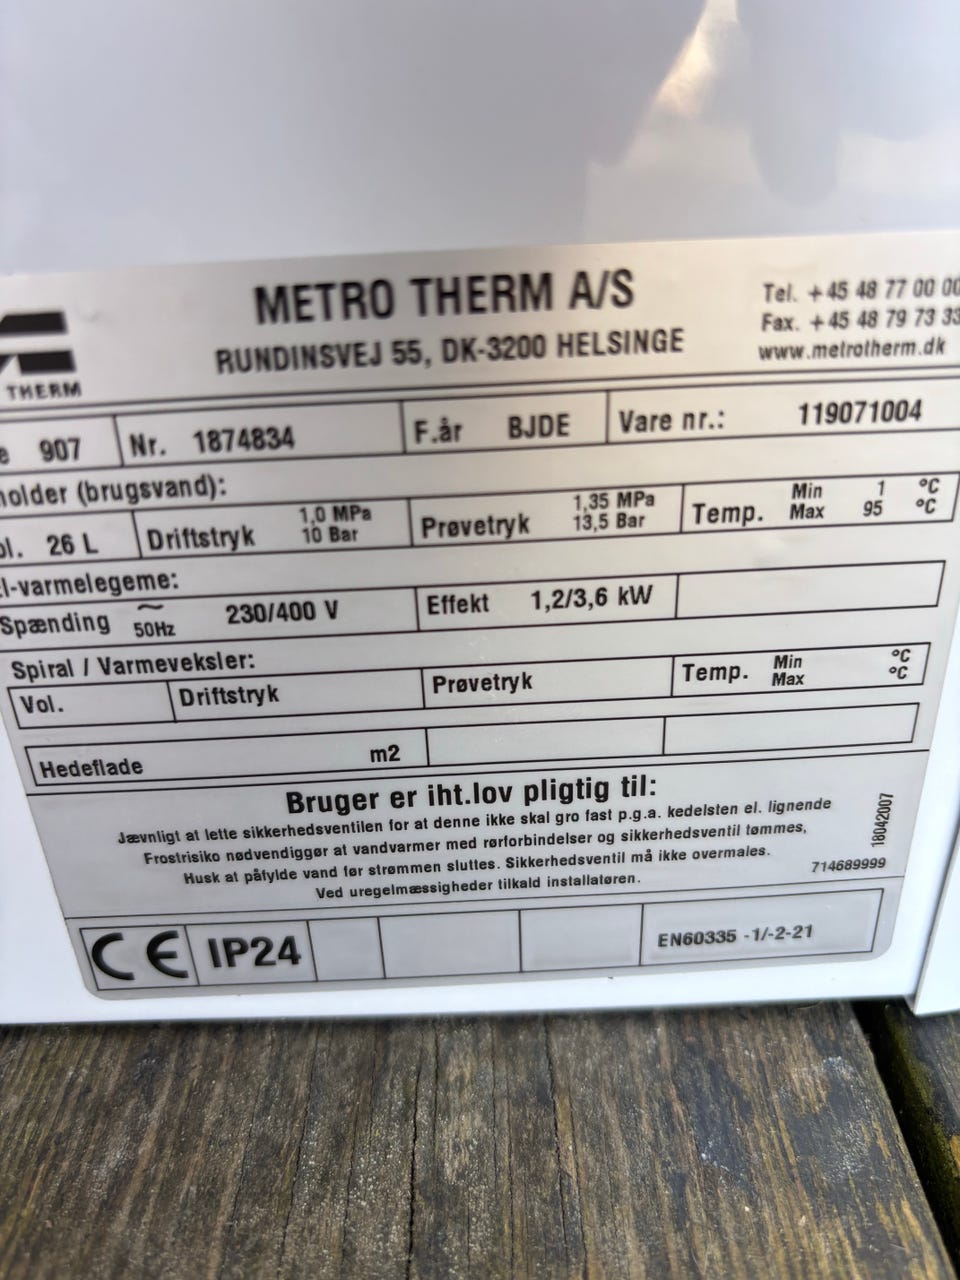 METRO THERM A/S
RUNDINSVEJ 55, DK-3200 HELSINGE
Tel. +45 48 77 00 00
Fax. +45 48 79 73 33
www.metrotherm.dk
THERM
907 Nr. 1874834 F.år BJDE Vare nr.: 119071004
holder (brugsvand):
26 L Driftstryk 1,0 MPa 10 Bar Prøvetryk 1,35 MPa 13,5 Bar Temp. Min 1 °C Max 95 °C
El-varmelegeme:
Spænding ~ 50Hz 230/400 V Effekt 1,2/3,6 kW
Spiral / Varmeveksler:
Vol. Driftstryk Prøvetryk Temp. Min °C Max °C
Hedeflade m2
Bruger er iht.lov pligtig til:
Jævnligt at lette sikkerhedsventilen for at denne ikke skal gro fast p.g.a. kedelsten el. lignende
Frostrisiko nødvendiggør at vandvarmer med rørforbindelser og sikkerhedsventil tømmes,
Husk at påfylde vand før strømmen sluttes. Sikkerhedsventil må ikke overmales.
Ved uregelmæssigheder tilkald installatøren.
18042007
714689999
CE IP24 EN60335 -1/-2-21